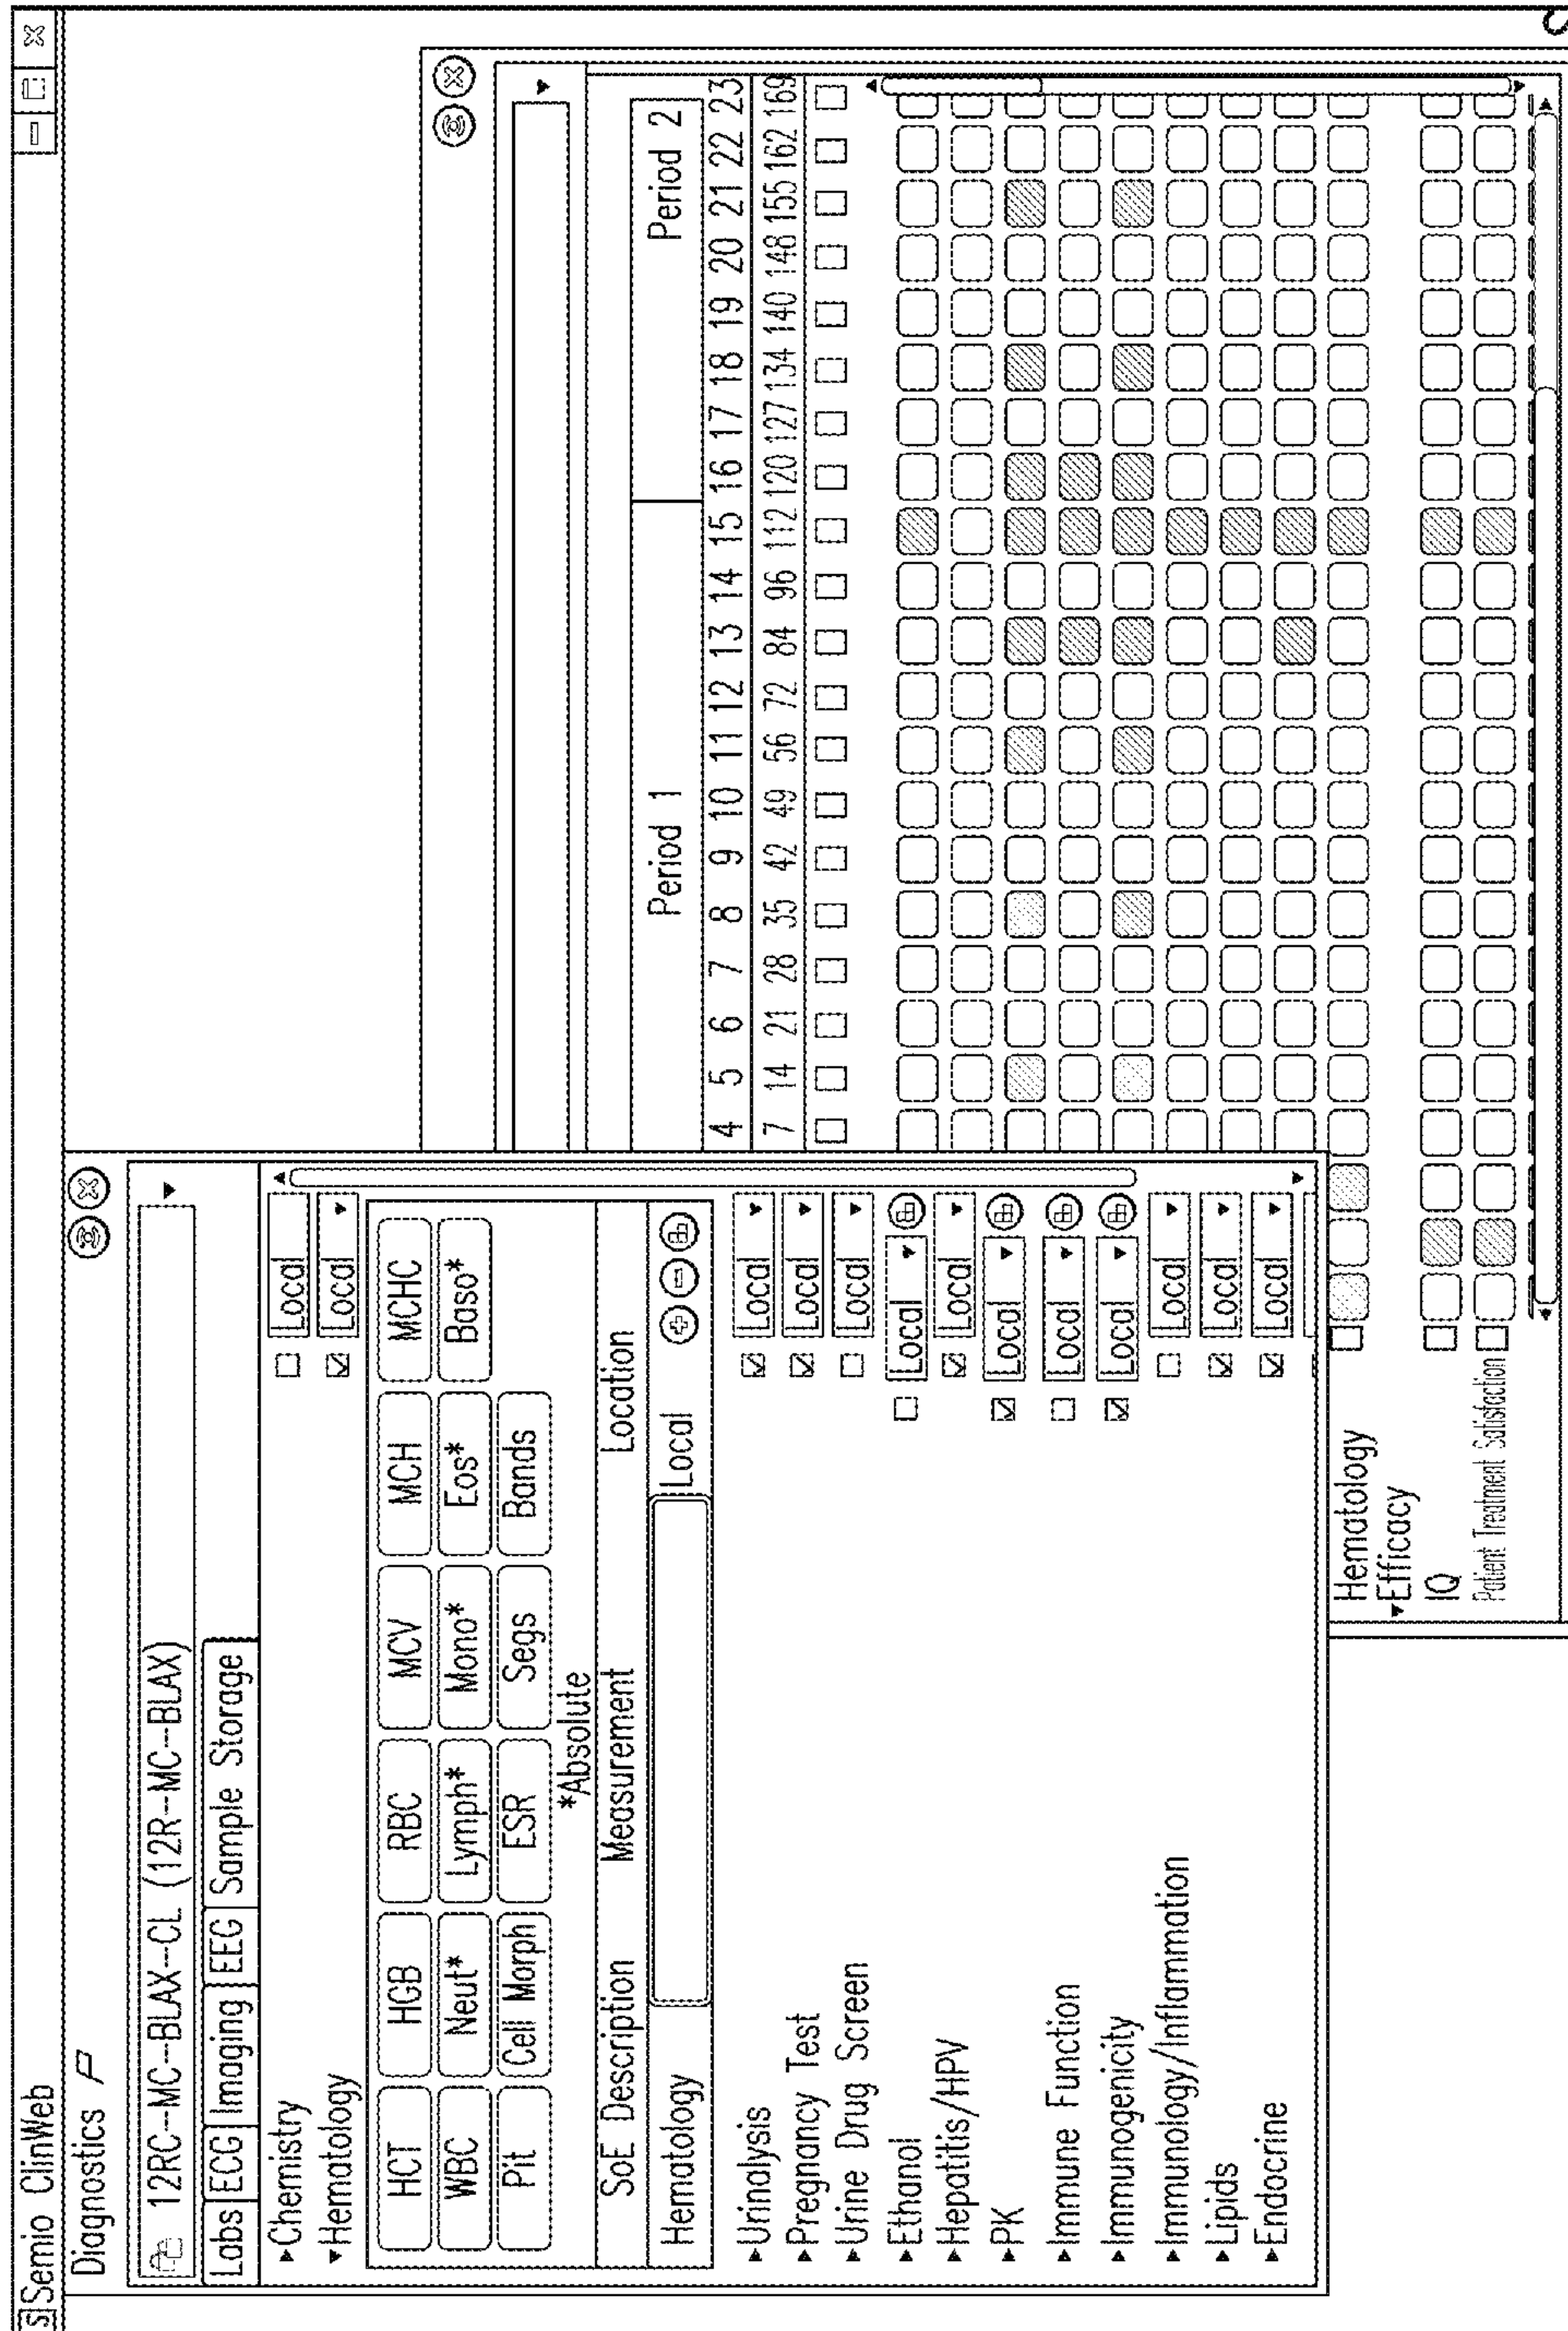 Semio ClinWeb
Diagnostics
12RC--MC--BLAX--CL (12R--MC--BLAX)
Labs ECG Imaging EEG Sample Storage
Chemistry Local
Hematology Local
HCT HGB RBC MCV MCH MCHC
WBC Neut* Lymph* Mono* Eos* Baso*
Pit Cell Morph ESR Segs Bands
*Absolute
SoE Description Measurement Location
Hematology Local
Urinalysis Local
Pregnancy Test Local
Urine Drug Screen Local
Ethanol Local
Hepatitis/HPV Local
PK Local
Immune Function Local
Immunogenicity Local
Immunology/Inflammation Local
Lipids Local
Endocrine Local
Period 1 Period 2
4 5 6 7 8 9 10 11 12 13 14 15 16 17 18 19 20 21 22 23
7 14 21 28 35 42 49 56 72 84 96 112 120 127 134 140 148 155 162 169
Hematology
Efficacy
IQ
Patient Treatment Satisfaction